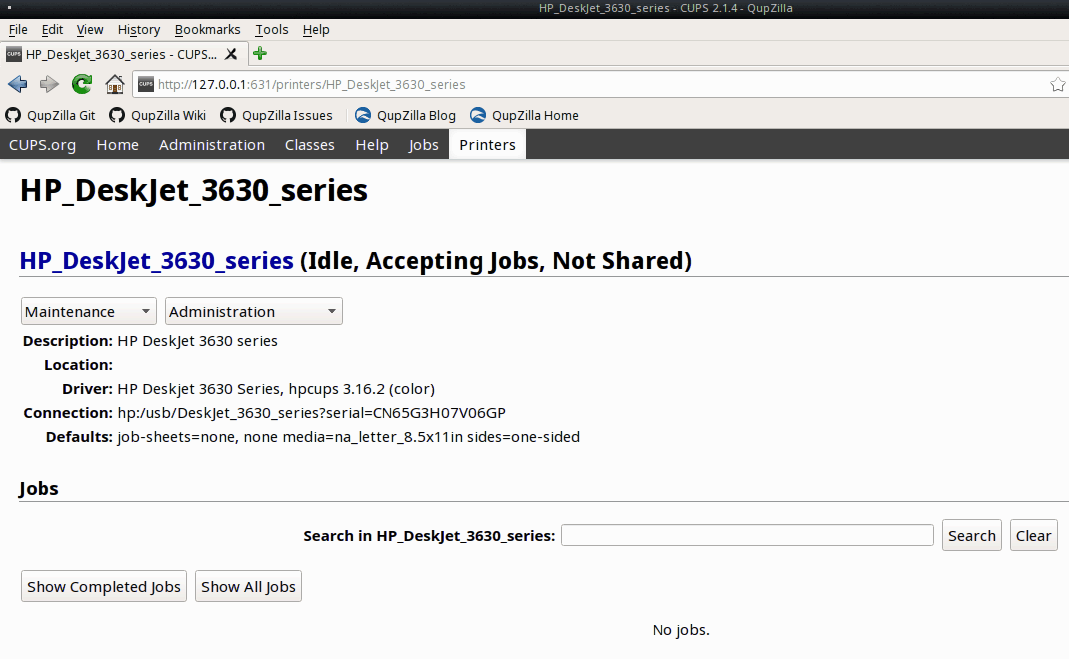 HP_DeskJet_3630_series - CUPS 2.1.4 - QupZilla
File Edit View History Bookmarks Tools Help
CUPS HP_DeskJet_3630_series - CUPS...
CUPS http://127.0.0.1:631/printers/HP_DeskJet_3630_series
QupZilla Git QupZilla Wiki QupZilla Issues QupZilla Blog QupZilla Home
CUPS.org Home Administration Classes Help Jobs Printers
HP_DeskJet_3630_series
HP_DeskJet_3630_series (Idle, Accepting Jobs, Not Shared)
Maintenance Administration
Description: HP DeskJet 3630 series
Location:
Driver: HP Deskjet 3630 Series, hpcups 3.16.2 (color)
Connection: hp:/usb/DeskJet_3630_series?serial=CN65G3H07V06GP
Defaults: job-sheets=none, none media=na_letter_8.5x11in sides=one-sided
Jobs
Search in HP_DeskJet_3630_series: Search Clear
Show Completed Jobs Show All Jobs
No jobs.